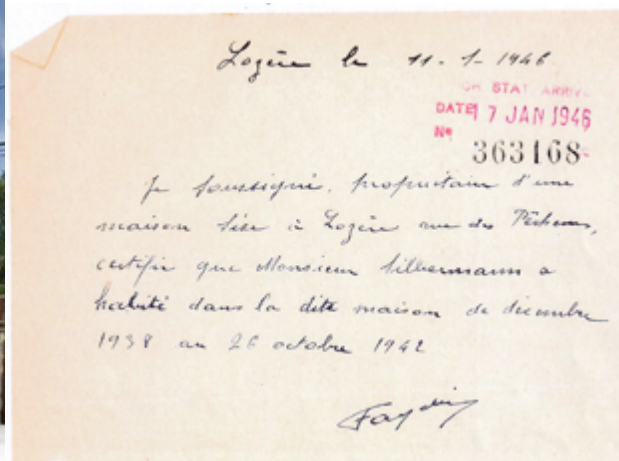 Lozère le 11-1-1946
CH STAT ARRIV
DATE 17 JAN 1946
Nº 363168
Je soussigné, propriétaire d'une
maison sise à Lozère rue des Pêcheurs,
certifie que Monsieur Silbermann a
habité dans la dite maison de décembre
1938 au 26 octobre 1942